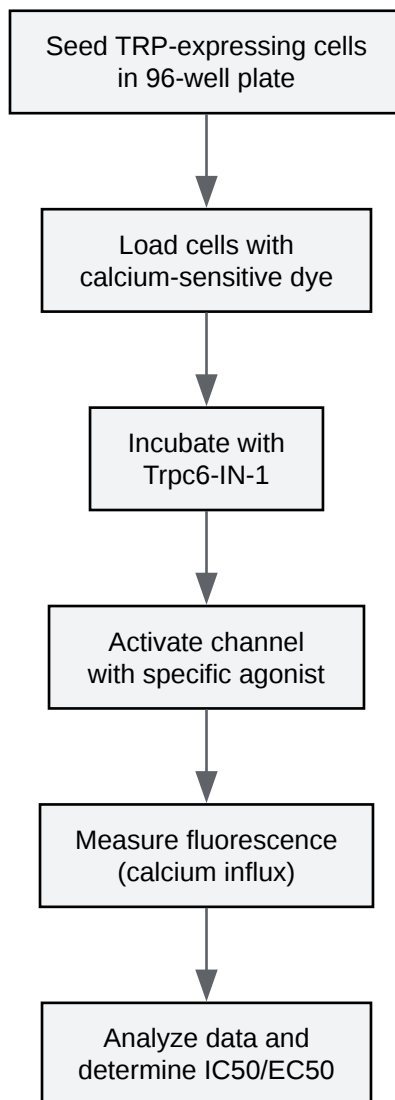 Seed TRP-expressing cells
in 96-well plate
Load cells with
calcium-sensitive dye
Incubate with
Trpc6-IN-1
Activate channel
with specific agonist
Measure fluorescence
(calcium influx)
Analyze data and
determine IC50/EC50